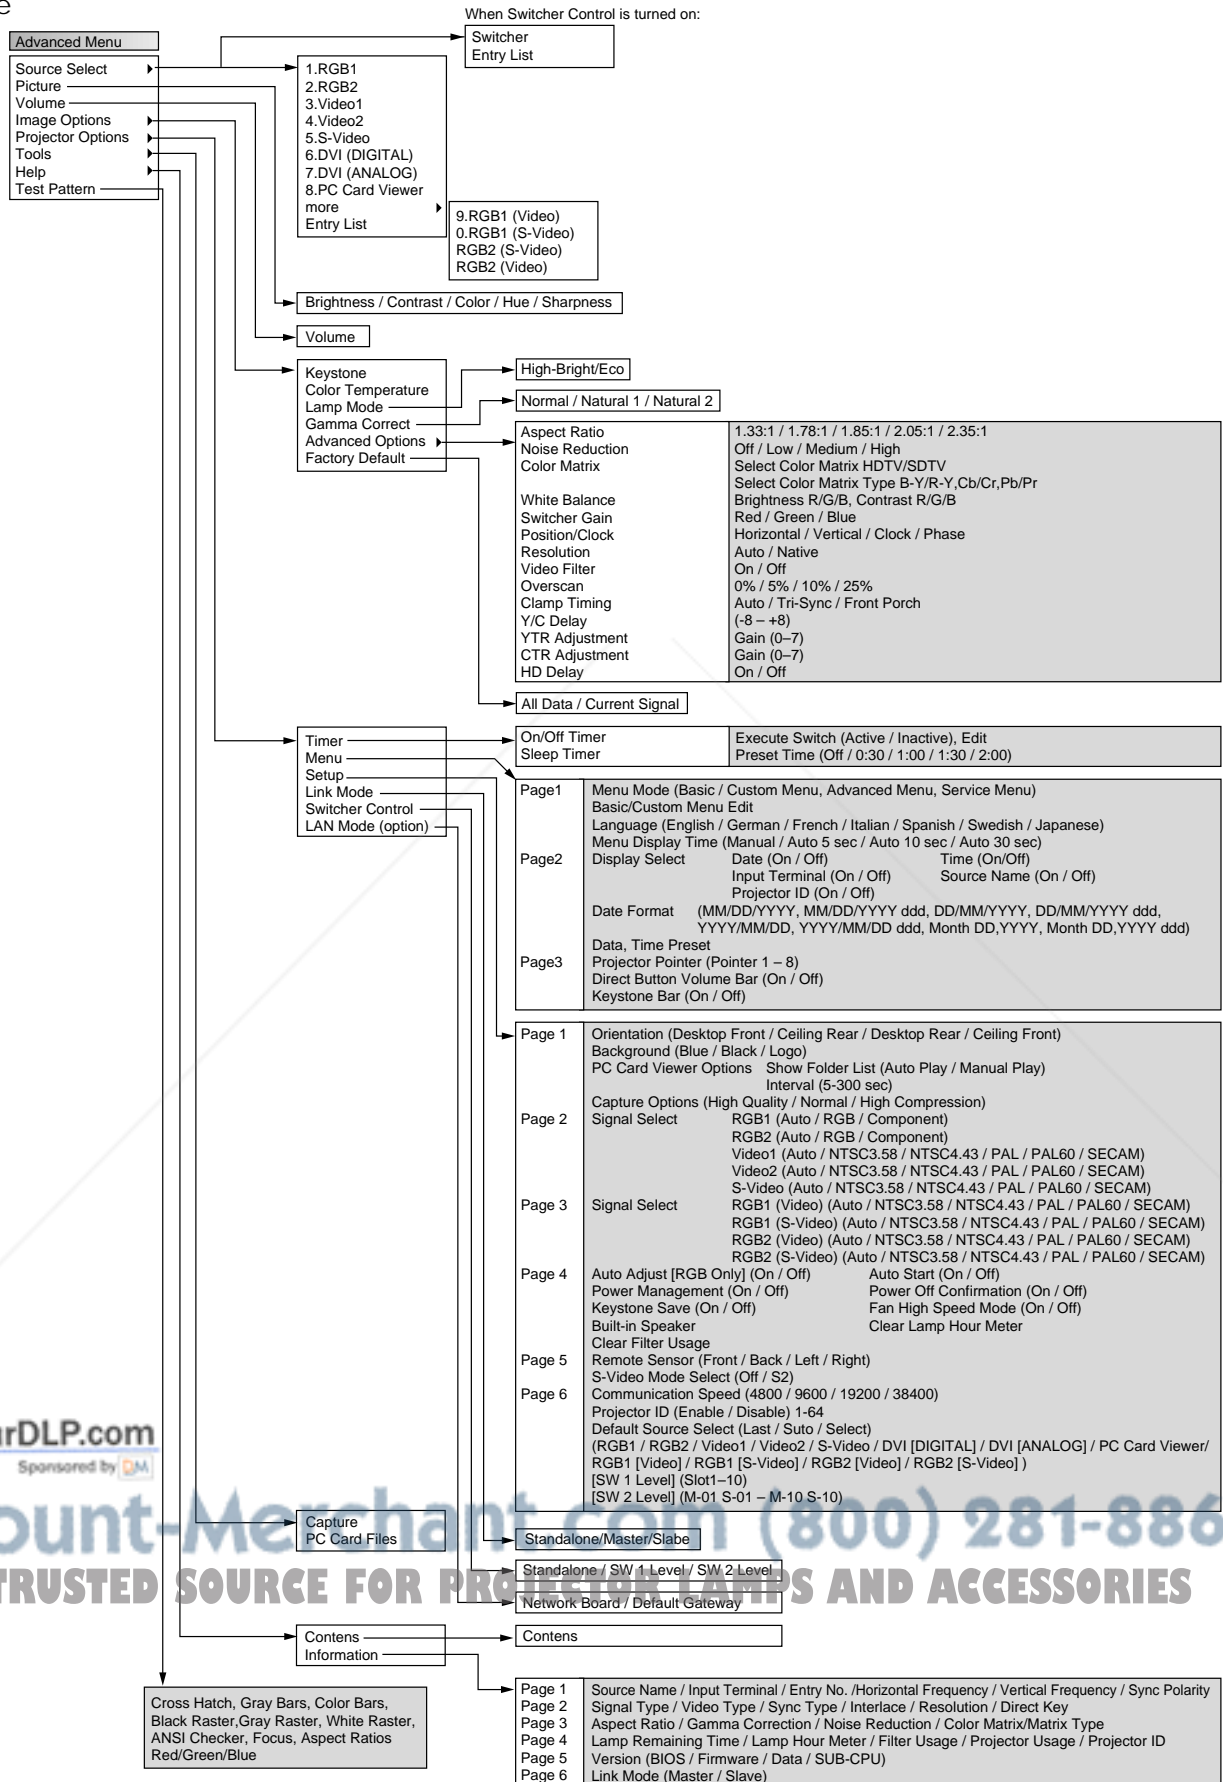 e
When Switcher Control is turned on:
Advanced Menu
Switcher
Entry List
Source Select
Picture
Volume
Image Options
Projector Options
Tools
Help
Test Pattern
1.RGB1
2.RGB2
3.Video1
4.Video2
5.S-Video
6.DVI (DIGITAL)
7.DVI (ANALOG)
8.PC Card Viewer
more
Entry List
9.RGB1 (Video)
0.RGB1 (S-Video)
RGB2 (S-Video)
RGB2 (Video)
Brightness / Contrast / Color / Hue / Sharpness
Volume
Keystone
Color Temperature
Lamp Mode
Gamma Correct
Advanced Options
Factory Default
High-Bright/Eco
Normal / Natural 1 / Natural 2
Aspect Ratio 1.33:1 / 1.78:1 / 1.85:1 / 2.05:1 / 2.35:1
Noise Reduction Off / Low / Medium / High
Color Matrix Select Color Matrix HDTV/SDTV
Select Color Matrix Type B-Y/R-Y,Cb/Cr,Pb/Pr
White Balance Brightness R/G/B, Contrast R/G/B
Switcher Gain Red / Green / Blue
Position/Clock Horizontal / Vertical / Clock / Phase
Resolution Auto / Native
Video Filter On / Off
Overscan 0% / 5% / 10% / 25%
Clamp Timing Auto / Tri-Sync / Front Porch
Y/C Delay (-8 – +8)
YTR Adjustment Gain (0–7)
CTR Adjustment Gain (0–7)
HD Delay On / Off
All Data / Current Signal
Timer
Menu
Setup
Link Mode
Switcher Control
LAN Mode (option)
On/Off Timer Execute Switch (Active / Inactive), Edit
Sleep Timer Preset Time (Off / 0:30 / 1:00 / 1:30 / 2:00)
Page1 Menu Mode (Basic / Custom Menu, Advanced Menu, Service Menu)
Basic/Custom Menu Edit
Language (English / German / French / Italian / Spanish / Swedish / Japanese)
Menu Display Time (Manual / Auto 5 sec / Auto 10 sec / Auto 30 sec)
Page2 Display Select Date (On / Off) Time (On/Off)
Input Terminal (On / Off) Source Name (On / Off)
Projector ID (On / Off)
Date Format (MM/DD/YYYY, MM/DD/YYYY ddd, DD/MM/YYYY, DD/MM/YYYY ddd,
YYYY/MM/DD, YYYY/MM/DD ddd, Month DD,YYYY, Month DD,YYYY ddd)
Data, Time Preset
Page3 Projector Pointer (Pointer 1 – 8)
Direct Button Volume Bar (On / Off)
Keystone Bar (On / Off)
Page 1 Orientation (Desktop Front / Ceiling Rear / Desktop Rear / Ceiling Front)
Background (Blue / Black / Logo)
PC Card Viewer Options Show Folder List (Auto Play / Manual Play)
Interval (5-300 sec)
Capture Options (High Quality / Normal / High Compression)
Page 2 Signal Select RGB1 (Auto / RGB / Component)
RGB2 (Auto / RGB / Component)
Video1 (Auto / NTSC3.58 / NTSC4.43 / PAL / PAL60 / SECAM)
Video2 (Auto / NTSC3.58 / NTSC4.43 / PAL / PAL60 / SECAM)
S-Video (Auto / NTSC3.58 / NTSC4.43 / PAL / PAL60 / SECAM)
Page 3 Signal Select RGB1 (Video) (Auto / NTSC3.58 / NTSC4.43 / PAL / PAL60 / SECAM)
RGB1 (S-Video) (Auto / NTSC3.58 / NTSC4.43 / PAL / PAL60 / SECAM)
RGB2 (Video) (Auto / NTSC3.58 / NTSC4.43 / PAL / PAL60 / SECAM)
RGB2 (S-Video) (Auto / NTSC3.58 / NTSC4.43 / PAL / PAL60 / SECAM)
Page 4 Auto Adjust [RGB Only] (On / Off) Auto Start (On / Off)
Power Management (On / Off) Power Off Confirmation (On / Off)
Keystone Save (On / Off) Fan High Speed Mode (On / Off)
Built-in Speaker Clear Lamp Hour Meter
Clear Filter Usage
Page 5 Remote Sensor (Front / Back / Left / Right)
S-Video Mode Select (Off / S2)
Page 6 Communication Speed (4800 / 9600 / 19200 / 38400)
Projector ID (Enable / Disable) 1-64
Default Source Select (Last / Suto / Select)
(RGB1 / RGB2 / Video1 / Video2 / S-Video / DVI [DIGITAL] / DVI [ANALOG] / PC Card Viewer/
RGB1 [Video] / RGB1 [S-Video] / RGB2 [Video] / RGB2 [S-Video] )
[SW 1 Level] (Slot1–10)
[SW 2 Level] (M-01 S-01 – M-10 S-10)
urDLP.com
Sponsored by DM
ount-Merchant.com (800) 281-886
TRUSTED SOURCE FOR PROJECTOR LAMPS AND ACCESSORIES
Capture
PC Card Files
Standalone/Master/Slabe
Standalone / SW 1 Level / SW 2 Level
Network Board / Default Gateway
Contens
Information
Contens
Cross Hatch, Gray Bars, Color Bars,
Black Raster,Gray Raster, White Raster,
ANSI Checker, Focus, Aspect Ratios
Red/Green/Blue
Page 1 Source Name / Input Terminal / Entry No. /Horizontal Frequency / Vertical Frequency / Sync Polarity
Page 2 Signal Type / Video Type / Sync Type / Interlace / Resolution / Direct Key
Page 3 Aspect Ratio / Gamma Correction / Noise Reduction / Color Matrix/Matrix Type
Page 4 Lamp Remaining Time / Lamp Hour Meter / Filter Usage / Projector Usage / Projector ID
Page 5 Version (BIOS / Firmware / Data / SUB-CPU)
Page 6 Link Mode (Master / Slave)